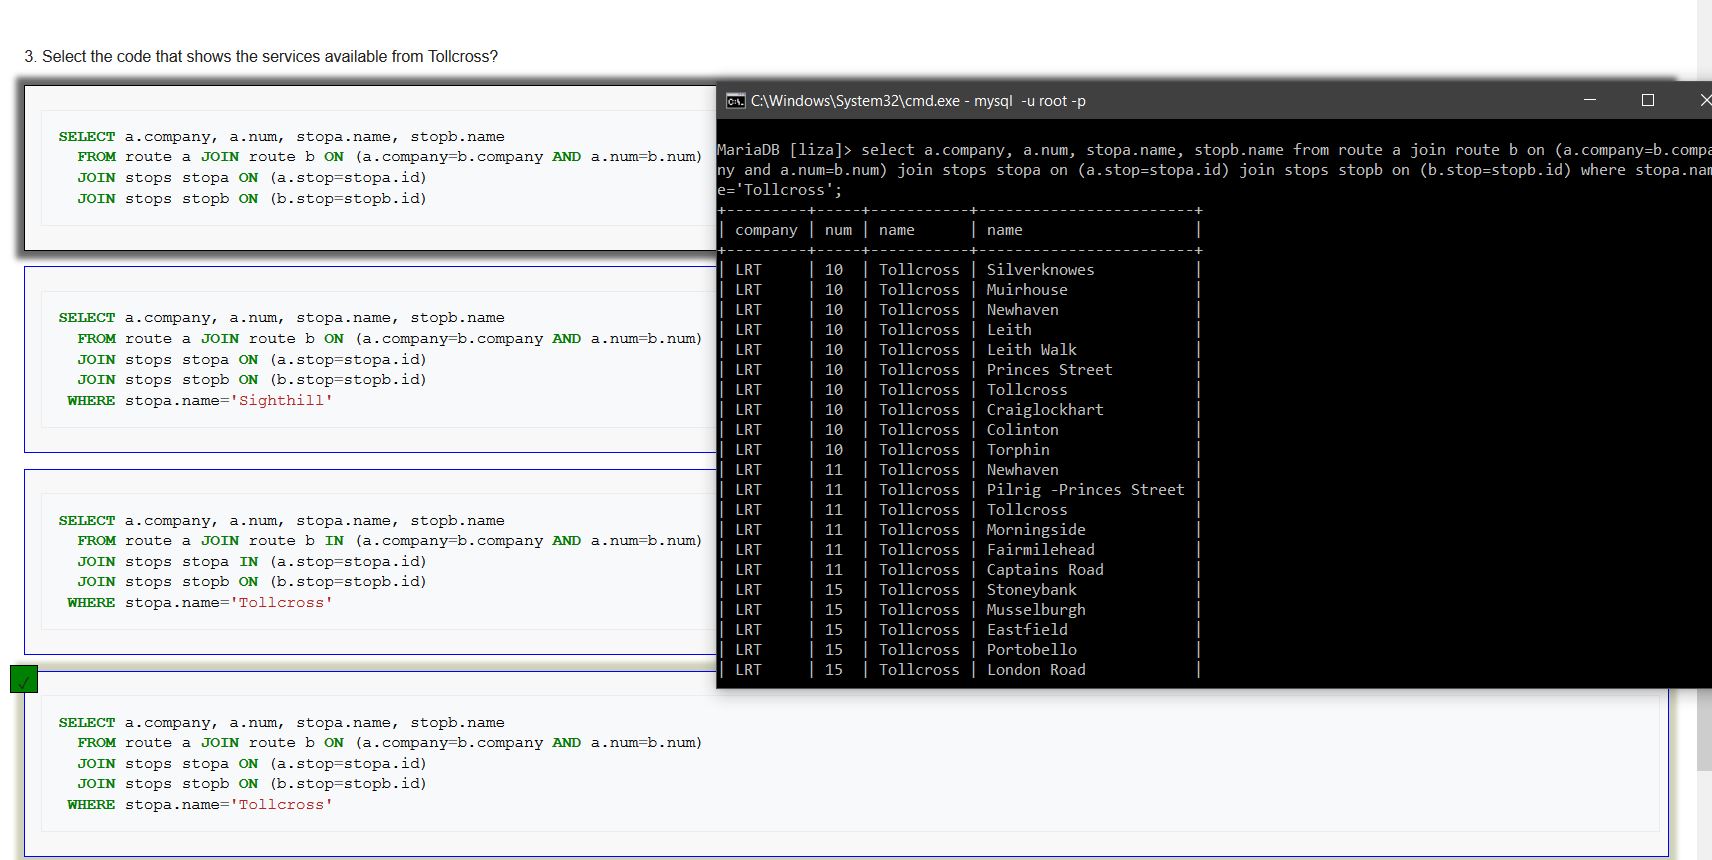 3. Select the code that shows the services available from Tollcross?
SELECT a.company, a.num, stopa.name, stopb.name
FROM route a JOIN route b ON (a.company=b.company AND a.num=b.num)
JOIN stops stopa ON (a.stop=stopa.id)
JOIN stops stopb ON (b.stop=stopb.id)
SELECT a.company, a.num, stopa.name, stopb.name
FROM route a JOIN route b ON (a.company=b.company AND a.num=b.num)
JOIN stops stopa ON (a.stop=stopa.id)
JOIN stops stopb ON (b.stop=stopb.id)
WHERE stopa.name='Sighthill'
SELECT a.company, a.num, stopa.name, stopb.name
FROM route a JOIN route b IN (a.company=b.company AND a.num=b.num)
JOIN stops stopa IN (a.stop=stopa.id)
JOIN stops stopb ON (b.stop=stopb.id)
WHERE stopa.name='Tollcross'
SELECT a.company, a.num, stopa.name, stopb.name
FROM route a JOIN route b ON (a.company=b.company AND a.num=b.num)
JOIN stops stopa ON (a.stop=stopa.id)
JOIN stops stopb ON (b.stop=stopb.id)
WHERE stopa.name='Tollcross'
C:\Windows\System32\cmd.exe - mysql -u root -p
MariaDB [liza]> select a.company, a.num, stopa.name, stopb.name from route a join route b on (a.company=b.compa
ny and a.num=b.num) join stops stopa on (a.stop=stopa.id) join stops stopb on (b.stop=stopb.id) where stopa.nam
e='Tollcross';
+---------+-----+-----------+------------------------+
| company | num | name | name |
+---------+-----+-----------+------------------------+
| LRT | 10 | Tollcross | Silverknowes |
| LRT | 10 | Tollcross | Muirhouse |
| LRT | 10 | Tollcross | Newhaven |
| LRT | 10 | Tollcross | Leith |
| LRT | 10 | Tollcross | Leith Walk |
| LRT | 10 | Tollcross | Princes Street |
| LRT | 10 | Tollcross | Tollcross |
| LRT | 10 | Tollcross | Craiglockhart |
| LRT | 10 | Tollcross | Colinton |
| LRT | 10 | Tollcross | Torphin |
| LRT | 11 | Tollcross | Newhaven |
| LRT | 11 | Tollcross | Pilrig -Princes Street |
| LRT | 11 | Tollcross | Tollcross |
| LRT | 11 | Tollcross | Morningside |
| LRT | 11 | Tollcross | Fairmilehead |
| LRT | 11 | Tollcross | Captains Road |
| LRT | 15 | Tollcross | Stoneybank |
| LRT | 15 | Tollcross | Musselburgh |
| LRT | 15 | Tollcross | Eastfield |
| LRT | 15 | Tollcross | Portobello |
| LRT | 15 | Tollcross | London Road |